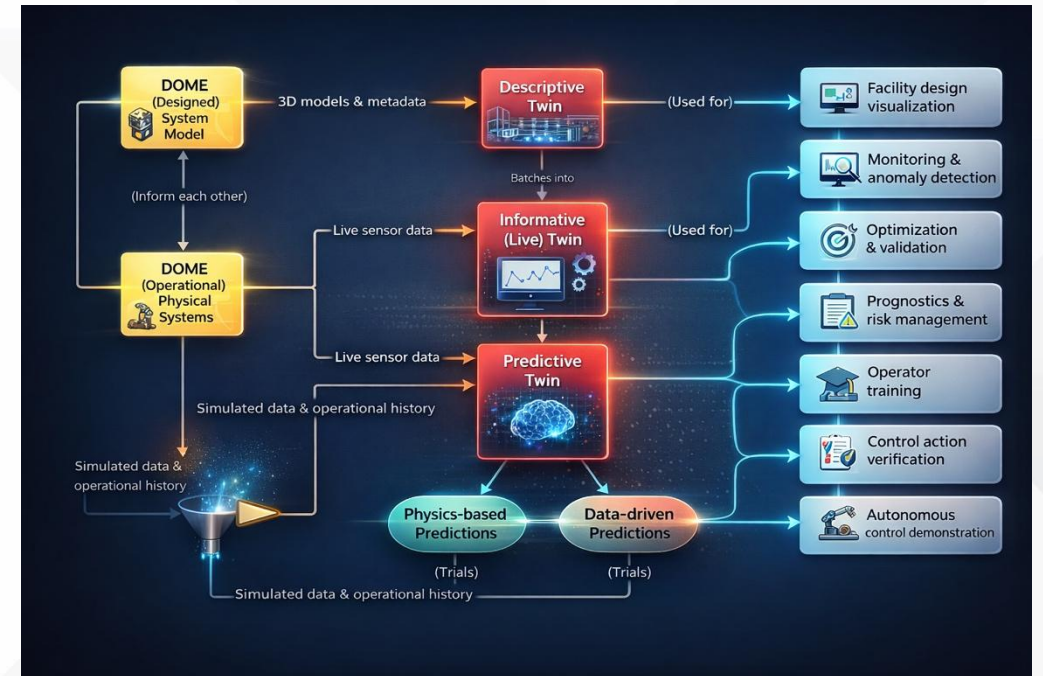 DOME
(Designed)
System
Model
3D models & metadata
Descriptive
Twin
(Used for)
Facility design
visualization
(Inform each other)
Batches into
Monitoring &
anomaly detection
DOME
(Operational)
Physical
Systems
Live sensor data
Informative
(Live) Twin
(Used for)
Optimization
& validation
Live sensor data
Predictive
Twin
Prognostics &
risk management
Simulated data & operational history
Operator
training
Simulated data &
operational history
Physics-based
Predictions
Data-driven
Predictions
Control action
verification
(Trials)
(Trials)
Autonomous
control demonstration
Simulated data & operational history